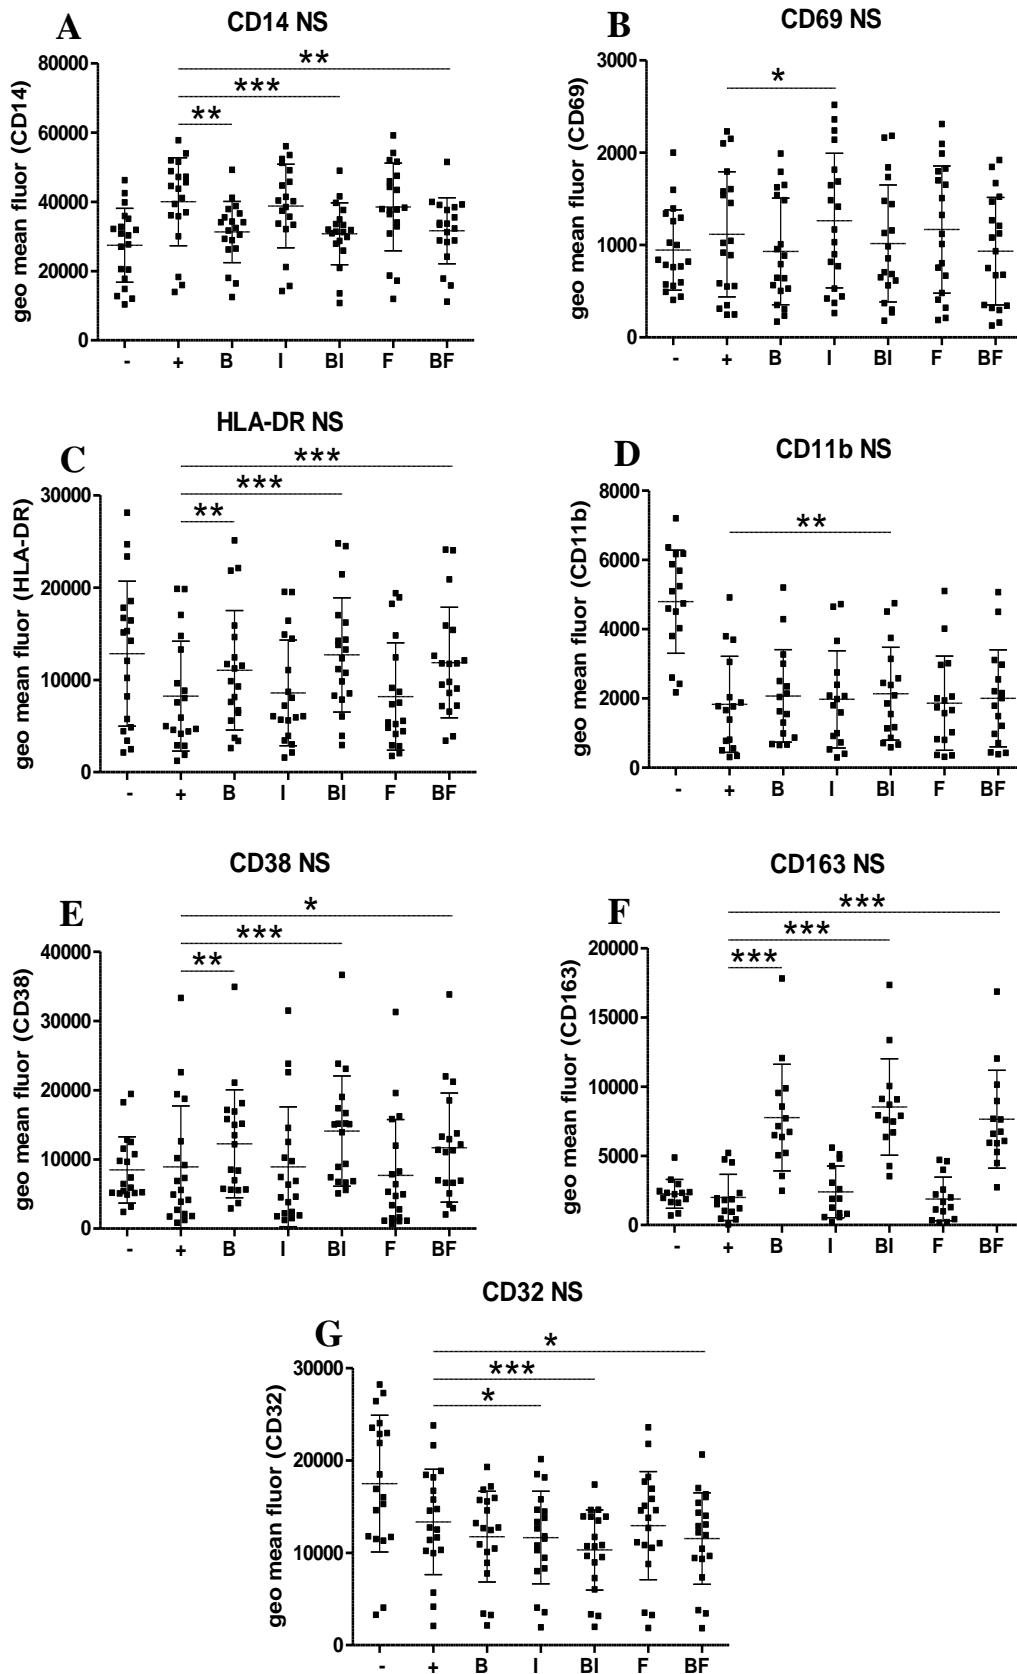 A
CD14 NS
**
***
**
geo mean fluor (CD14)
80000
60000
40000
20000
0
- + B I BI F BF
B
CD69 NS
*
geo mean fluor (CD69)
3000
2000
1000
0
- + B I BI F BF
C
HLA-DR NS
***
***
**
geo mean fluor (HLA-DR)
30000
20000
10000
0
- + B I BI F BF
D
CD11b NS
**
geo mean fluor (CD11b)
8000
6000
4000
2000
0
- + B I BI F BF
E
CD38 NS
*
***
**
geo mean fluor (CD38)
40000
30000
20000
10000
0
- + B I BI F BF
F
CD163 NS
***
***
***
geo mean fluor (CD163)
20000
15000
10000
5000
0
- + B I BI F BF
G
CD32 NS
*
***
*
geo mean fluor (CD32)
30000
20000
10000
0
- + B I BI F BF